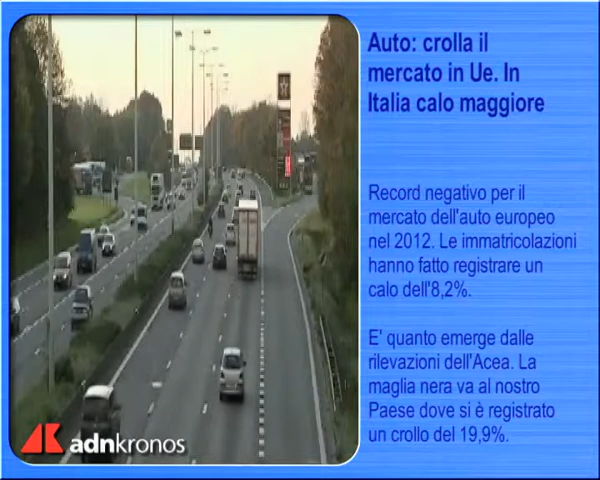 Auto: crolla il
mercato in Ue. In
Italia calo maggiore
Record negativo per il
mercato dell'auto europeo
nel 2012. Le immatricolazioni
hanno fatto registrare un
calo dell'8,2%.
E' quanto emerge dalle
rilevazioni dell'Acea. La
maglia nera va al nostro
Paese dove si è registrato
un crollo del 19,9%.
adnkronos